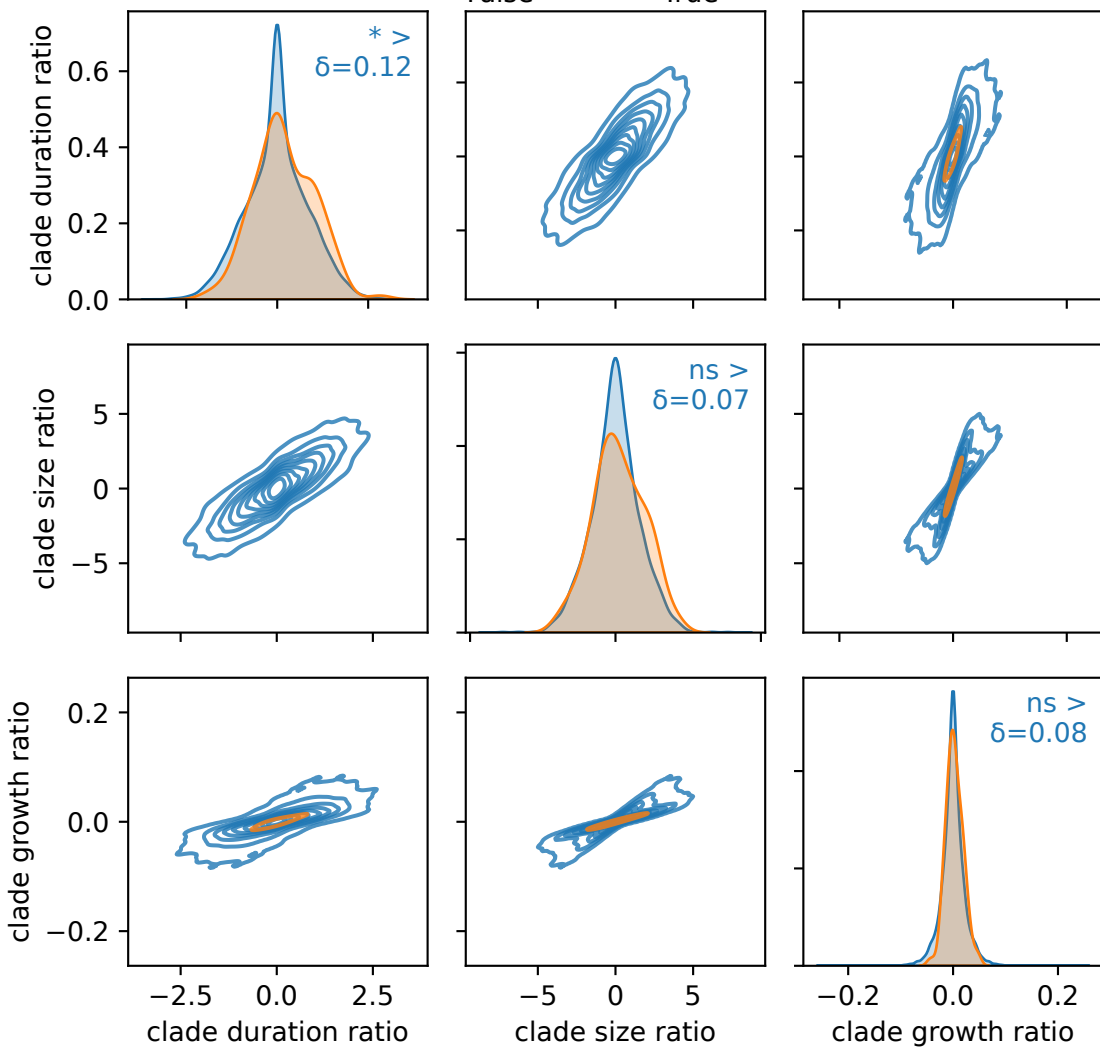 clade duration ratio
0.6
0.4
0.2
0.0
* >
δ=0.12
clade size ratio
5
0
−5
ns >
δ=0.07
clade growth ratio
0.2
0.0
−0.2
ns >
δ=0.08
−2.5 0.0 2.5
clade duration ratio
−5 0 5
clade size ratio
−0.2 0.0 0.2
clade growth ratio